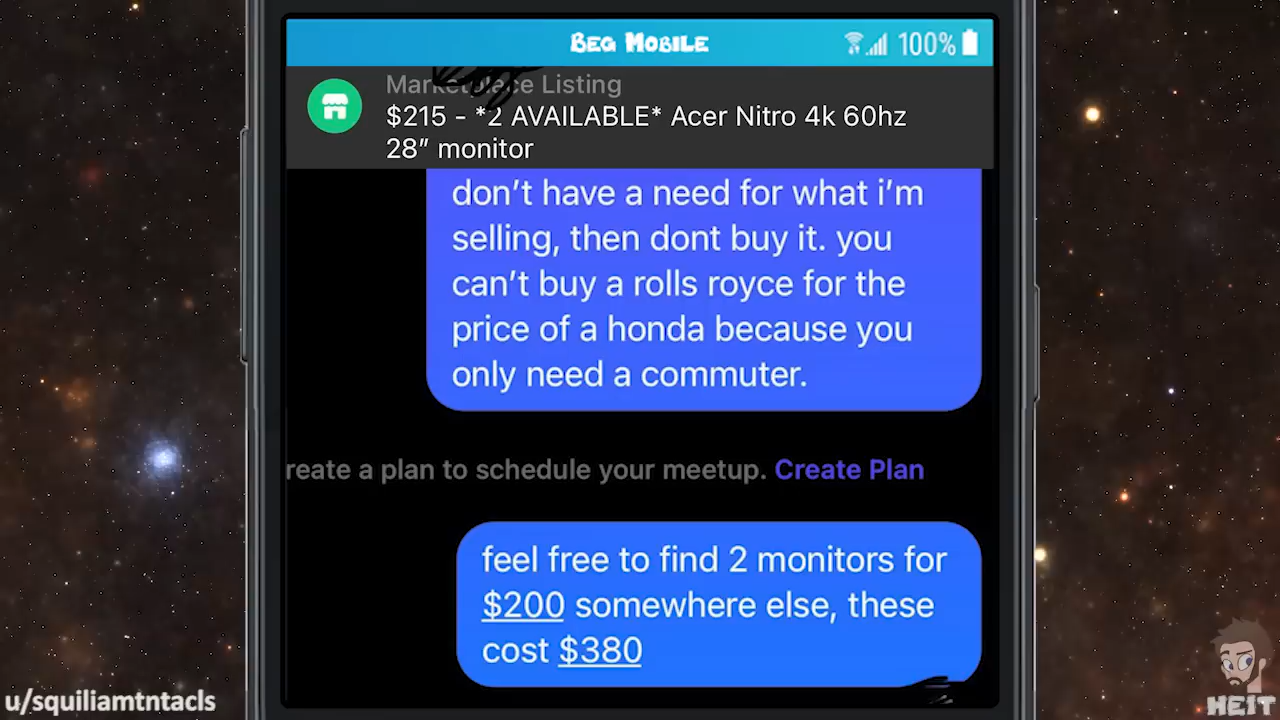 BEG MOBILE
100%
Marketplace Listing
$215 - *2 AVAILABLE* Acer Nitro 4k 60hz
28" monitor
don't have a need for what i'm
selling, then dont buy it. you
can't buy a rolls royce for the
price of a honda because you
only need a commuter.
reate a plan to schedule your meetup. Create Plan
feel free to find 2 monitors for
$200 somewhere else, these
cost $380
u/squiliamtntacls
HEIT